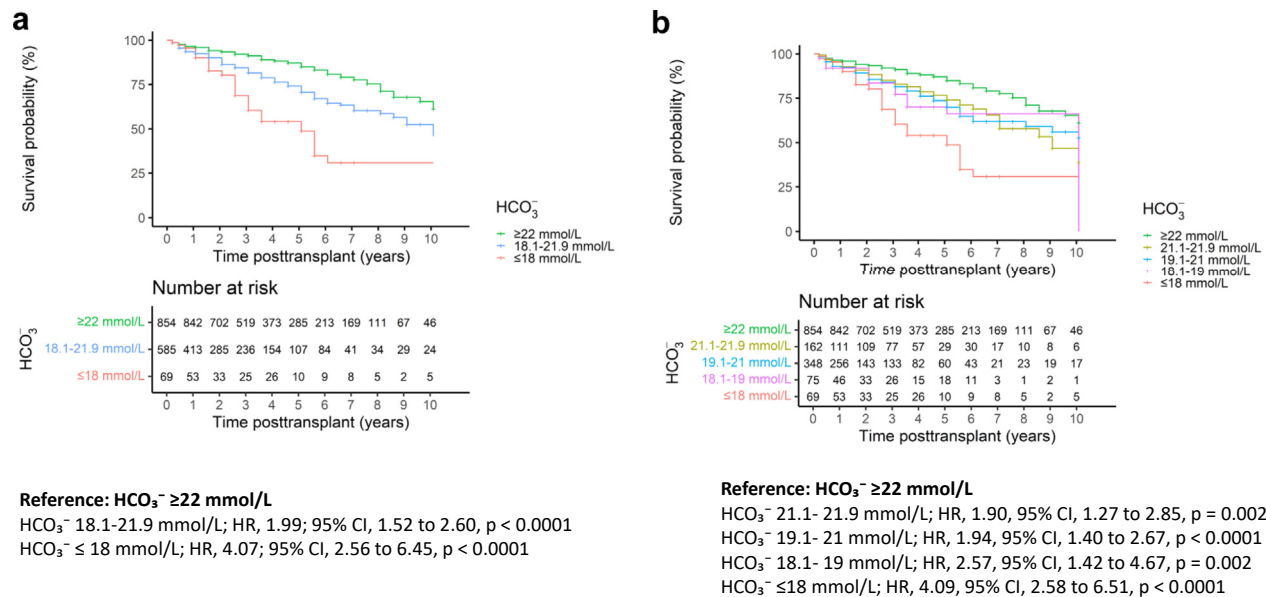 a
Survival probability (%)
100
75
50
25
0
0 1 2 3 4 5 6 7 8 9 10
Time posttransplant (years)
HCO₃⁻
≥22 mmol/L
18.1-21.9 mmol/L
≤18 mmol/L
Number at risk
HCO₃⁻
≥22 mmol/L 854 842 702 519 373 285 213 169 111 67 46
18.1-21.9 mmol/L 585 413 285 236 154 107 84 41 34 29 24
≤18 mmol/L 69 53 33 25 26 10 9 8 5 2 5
0 1 2 3 4 5 6 7 8 9 10
Time posttransplant (years)
Reference: HCO₃⁻ ≥22 mmol/L
HCO₃⁻ 18.1-21.9 mmol/L; HR, 1.99; 95% CI, 1.52 to 2.60, p < 0.0001
HCO₃⁻ ≤ 18 mmol/L; HR, 4.07; 95% CI, 2.56 to 6.45, p < 0.0001
b
Survival probability (%)
100
75
50
25
0
0 1 2 3 4 5 6 7 8 9 10
Time posttransplant (years)
HCO₃⁻
≥22 mmol/L
21.1-21.9 mmol/L
19.1-21 mmol/L
18.1-19 mmol/L
≤18 mmol/L
Number at risk
HCO₃⁻
≥22 mmol/L 854 842 702 519 373 285 213 169 111 67 46
21.1-21.9 mmol/L 162 111 109 77 57 29 30 17 10 8 6
19.1-21 mmol/L 348 256 143 133 82 60 43 21 23 19 17
18.1-19 mmol/L 75 46 33 26 15 18 11 3 1 2 1
≤18 mmol/L 69 53 33 25 26 10 9 8 5 2 5
0 1 2 3 4 5 6 7 8 9 10
Time posttransplant (years)
Reference: HCO₃⁻ ≥22 mmol/L
HCO₃⁻ 21.1- 21.9 mmol/L; HR, 1.90, 95% CI, 1.27 to 2.85, p = 0.002
HCO₃⁻ 19.1- 21 mmol/L; HR, 1.94, 95% CI, 1.40 to 2.67, p < 0.0001
HCO₃⁻ 18.1- 19 mmol/L; HR, 2.57, 95% CI, 1.42 to 4.67, p = 0.002
HCO₃⁻ ≤18 mmol/L; HR, 4.09, 95% CI, 2.58 to 6.51, p < 0.0001